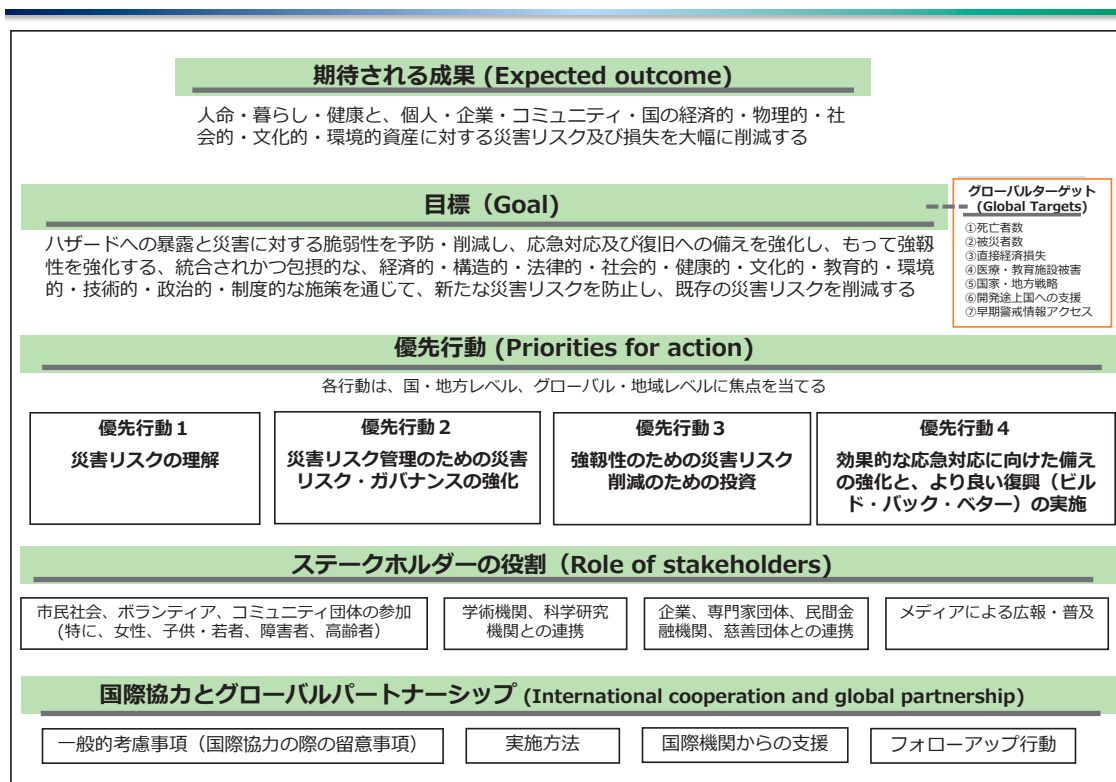 期待される成果 (Expected outcome)
人命・暮らし・健康と、個人・企業・コミュニティ・国の経済的・物理的・社
会的・文化的・環境的資産に対する災害リスク及び損失を大幅に削減する
目標（Goal)
ハザードへの暴露と災害に対する脆弱性を予防・削減し、応急対応及び復旧への備えを強化し、もって強靱
性を強化する、統合されかつ包摂的な、経済的・構造的・法律的・社会的・健康的・文化的・教育的・環境
的・技術的・政治的・制度的な施策を通じて、新たな災害リスクを防止し、既存の災害リスクを削減する
グローバルターゲット
(Global Targets)
①死亡者数
②被災者数
③直接経済損失
④医療・教育施設被害
⑤国家・地方戦略
⑥開発途上国への支援
⑦早期警戒情報アクセス
優先行動 (Priorities for action)
各行動は、国・地方レベル、グローバル・地域レベルに焦点を当てる
優先行動１
災害リスクの理解
優先行動２
災害リスク管理のための災害
リスク・ガバナンスの強化
優先行動３
強靱性のための災害リスク
削減のための投資
優先行動４
効果的な応急対応に向けた備え
の強化と、より良い復興（ビル
ド・バック・ベター）の実施
ステークホルダーの役割（Role of stakeholders)
市民社会、ボランティア、コミュニティ団体の参加
(特に、女性、子供・若者、障害者、高齢者）
学術機関、科学研究
機関との連携
企業、専門家団体、民間金
融機関、慈善団体との連携
メディアによる広報・普及
国際協力とグローバルパートナーシップ (International cooperation and global partnership)
一般的考慮事項（国際協力の際の留意事項）
実施方法
国際機関からの支援
フォローアップ行動